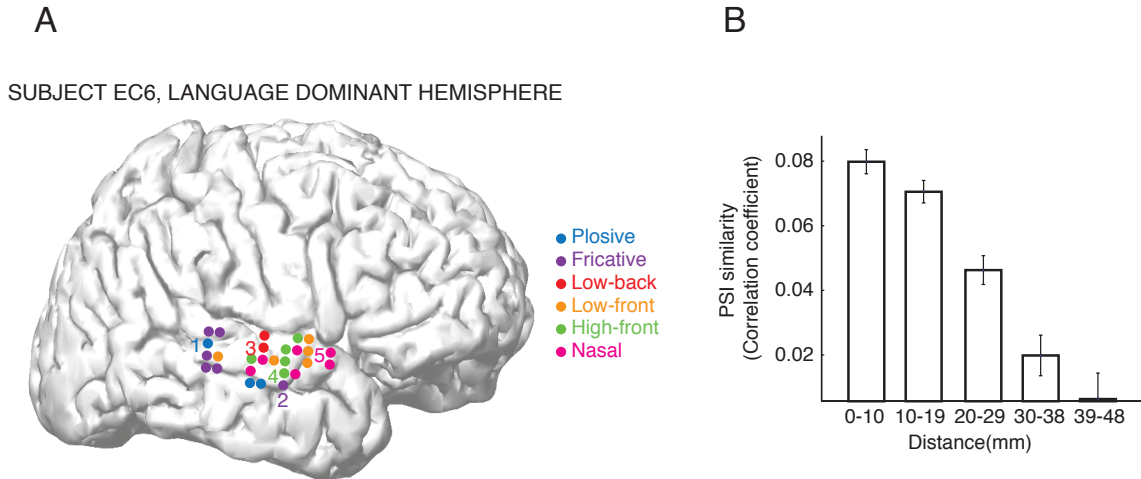 A
SUBJECT EC6, LANGUAGE DOMINANT HEMISPHERE
1
3
4
5
2
Plosive
Fricative
Low-back
Low-front
High-front
Nasal
B
PSI similarity
(Correlation coefficient)
0.08
0.06
0.04
0.02
0-10 10-19 20-29 30-38 39-48
Distance(mm)